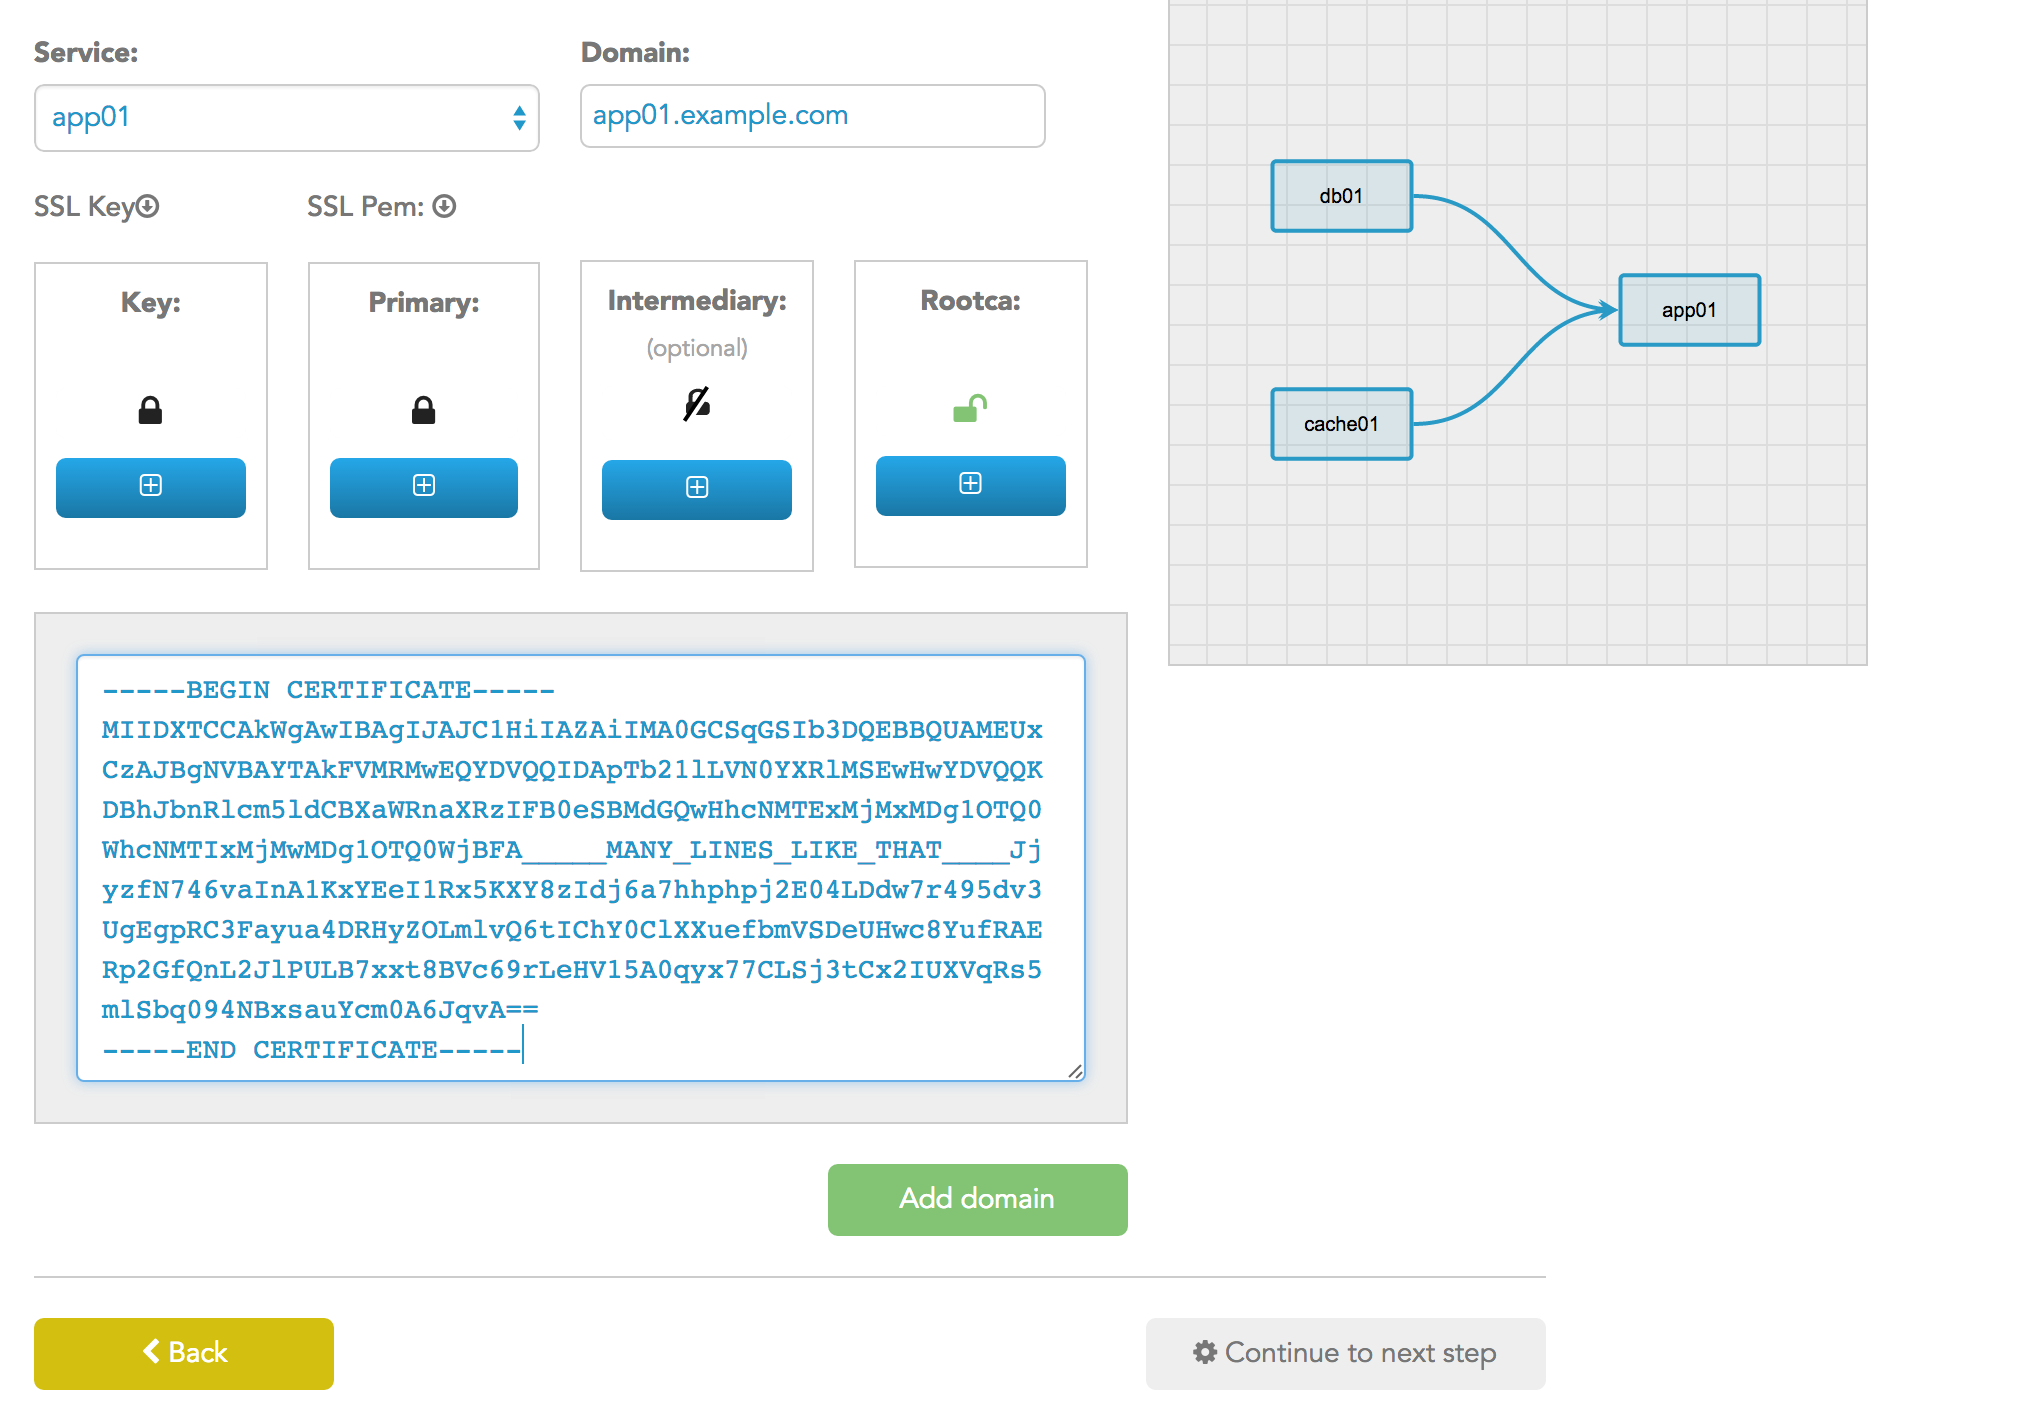 Service:
Domain:
app01
app01.example.com
SSL Key
SSL Pem:
Key:
Primary:
Intermediary:
(optional)
Rootca:
-----BEGIN CERTIFICATE-----
MIIDXTCCAkWgAwIBAgIJAJC1HiIAZAiIMA0GCSqGSIb3DQEBBQUAMEUx
CzAJBgNVBAYTAkFVMRMwEQYDVQQIDApTb21lLVN0YXRlMSEwHwYDVQQK
DBhJbnRlcm5ldCBXaWRnaXRzIFB0eSBMdGQwHhcNMTExMjMxMDg1OTQ0
WhcNMTIxMjMwMDg1OTQ0WjBFA_____MANY_LINES_LIKE_THAT____Jj
yzfN746vaInA1KxYEeI1Rx5KXY8zIdj6a7hhphpj2E04LDdw7r495dv3
UgEgpRC3Fayua4DRHyZOLmlvQ6tIChY0ClXXuefbmVSDeUHwc8YufRAE
Rp2GfQnL2JlPULB7xxt8BVc69rLeHV15A0qyx77CLSj3tCx2IUXVqRs5
mlSbq094NBxsauYcm0A6JqvA==
-----END CERTIFICATE-----
Add domain
Back
Continue to next step
db01
app01
cache01